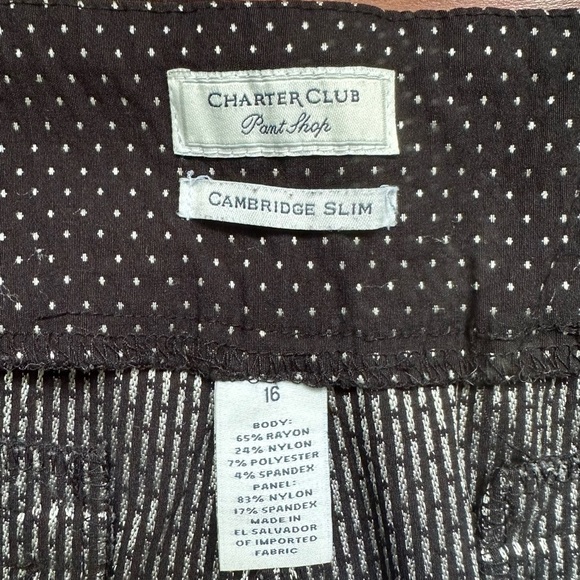 CHARTER CLUB
Pant Shop
CAMBRIDGE SLIM
16
BODY:
65% RAYON
24% NYLON
7% POLYESTER
4% SPANDEX
PANEL:
83% NYLON
17% SPANDEX
MADE IN
EL SALVADOR
OF IMPORTED
FABRIC